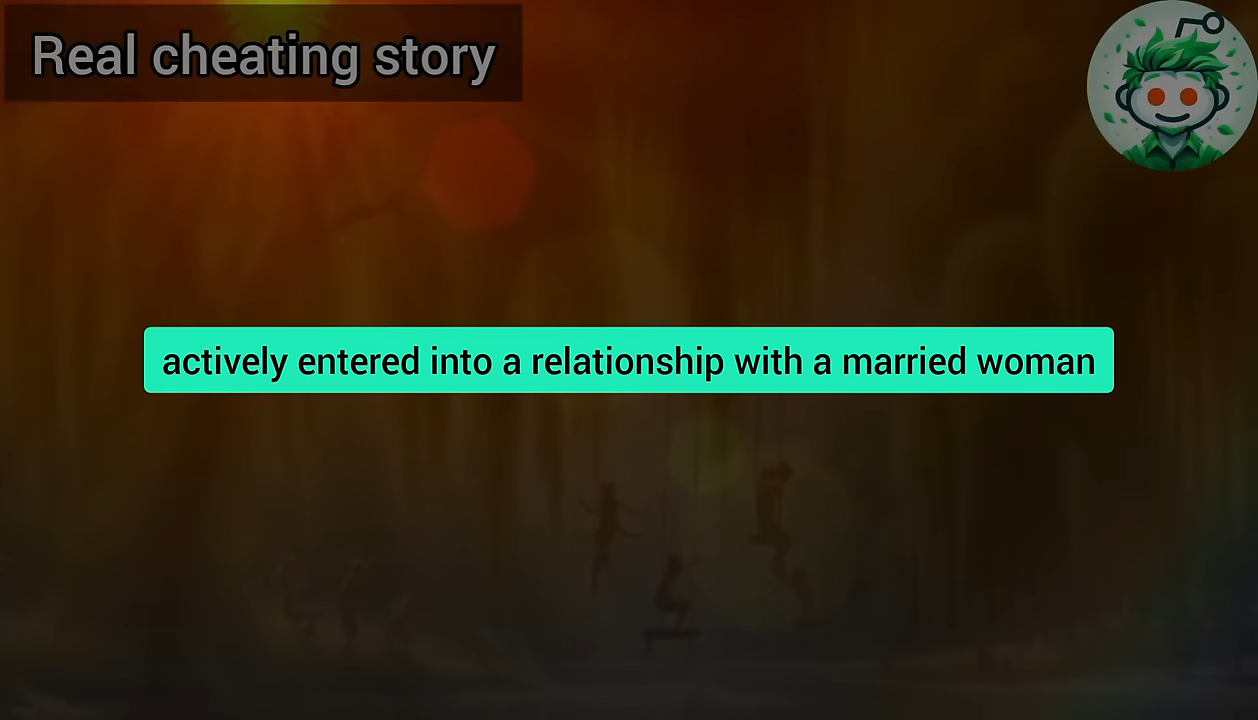 Real cheating story
actively entered into a relationship with a married woman